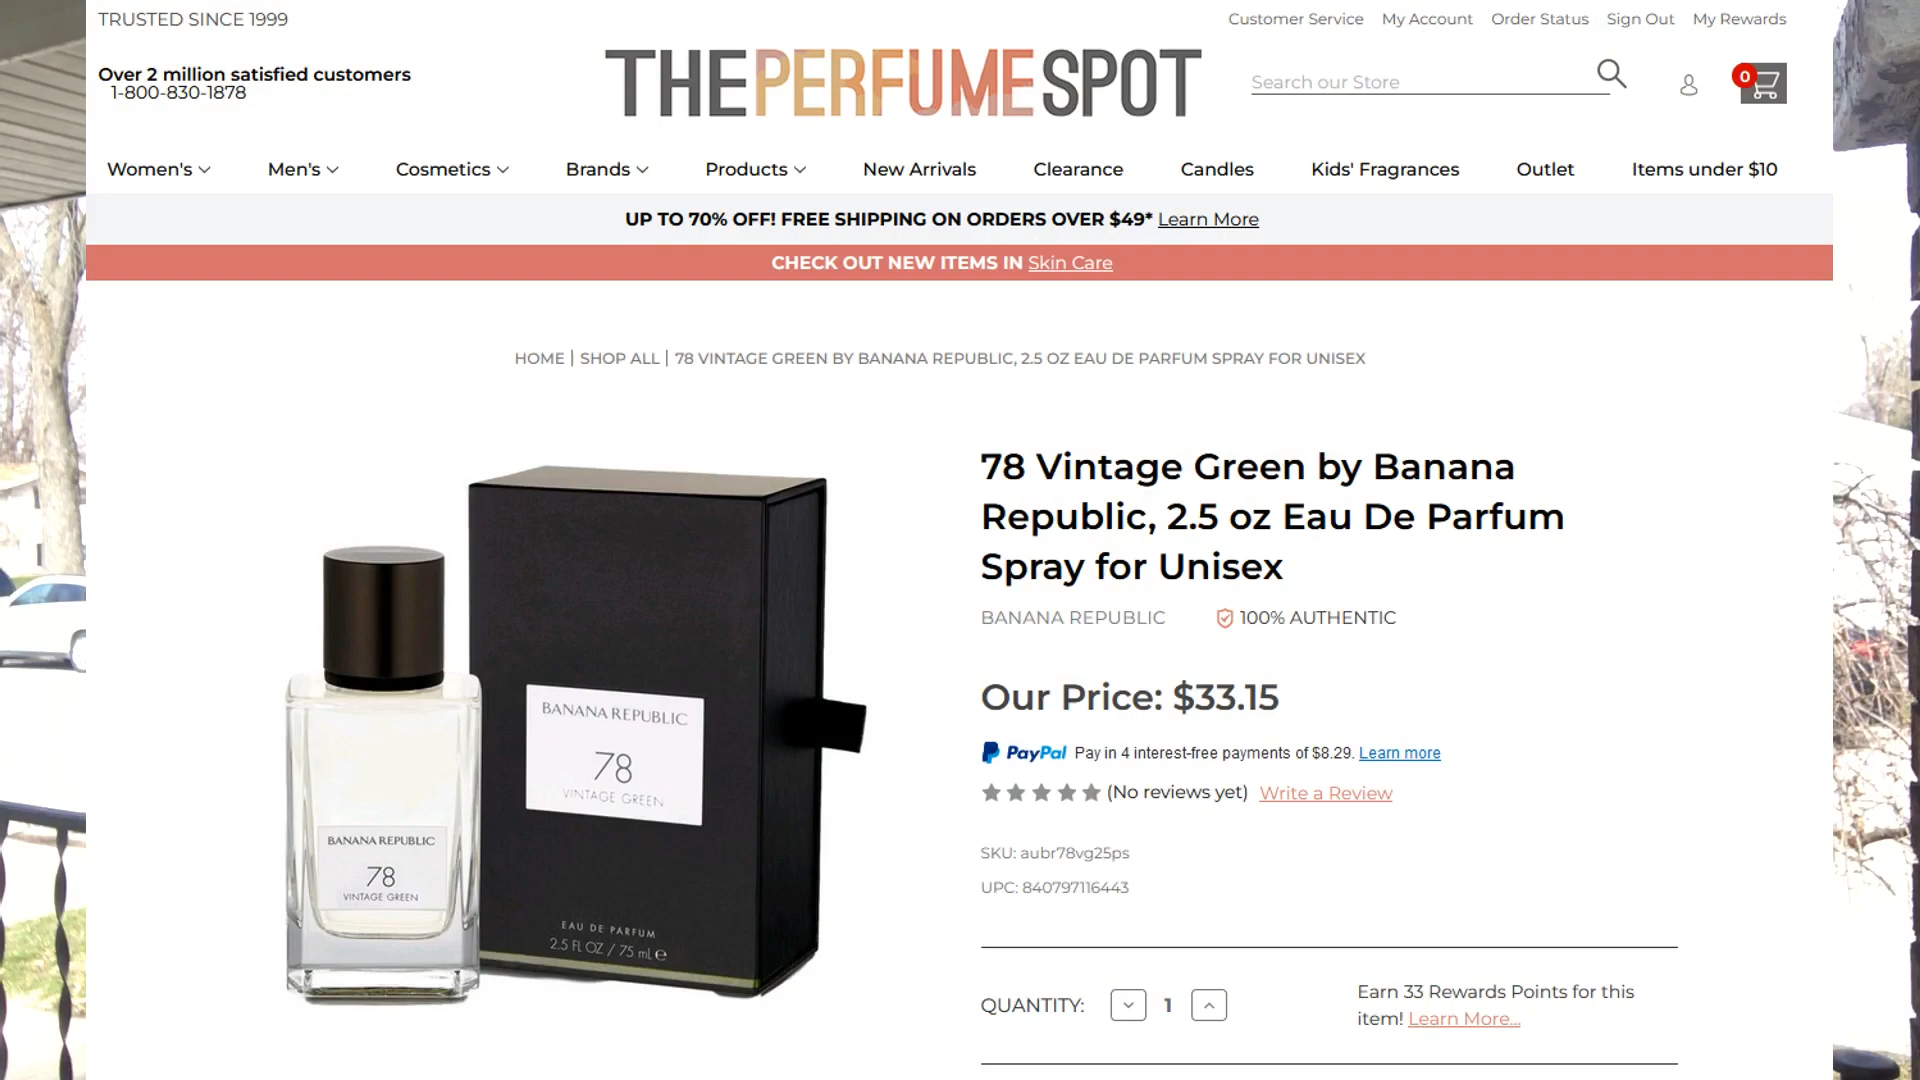 TRUSTED SINCE 1999
Customer Service My Account Order Status Sign Out My Rewards
Over 2 million satisfied customers
1-800-830-1878
THEPERFUMESPOT
Search our Store
0
Women's Men's Cosmetics Brands Products New Arrivals Clearance Candles Kids' Fragrances Outlet Items under $10
UP TO 70% OFF! FREE SHIPPING ON ORDERS OVER $49* Learn More
CHECK OUT NEW ITEMS IN Skin Care
HOME | SHOP ALL | 78 VINTAGE GREEN BY BANANA REPUBLIC, 2.5 OZ EAU DE PARFUM SPRAY FOR UNISEX
BANANA REPUBLIC
78
VINTAGE GREEN
EAU DE PARFUM
2.5 FL OZ / 75 mL ℮
BANANA REPUBLIC
78
VINTAGE GREEN
78 Vintage Green by Banana
Republic, 2.5 oz Eau De Parfum
Spray for Unisex
BANANA REPUBLIC 100% AUTHENTIC
Our Price: $33.15
PayPal Pay in 4 interest-free payments of $8.29. Learn more
(No reviews yet) Write a Review
SKU: aubr78vg25ps
UPC: 840797116443
QUANTITY: 1
Earn 33 Rewards Points for this
item! Learn More...